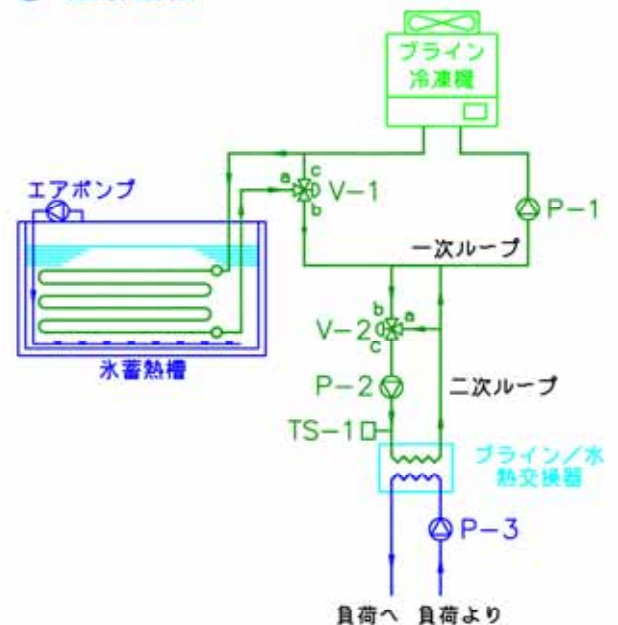 ブライン
冷凍機
エアポンプ
a
c
V-1
b
P-1
一次ループ
氷蓄熱槽
b
V-2
a
c
P-2
二次ループ
TS-1
ブライン/水
熱交換器
P-3
負荷へ 負荷より